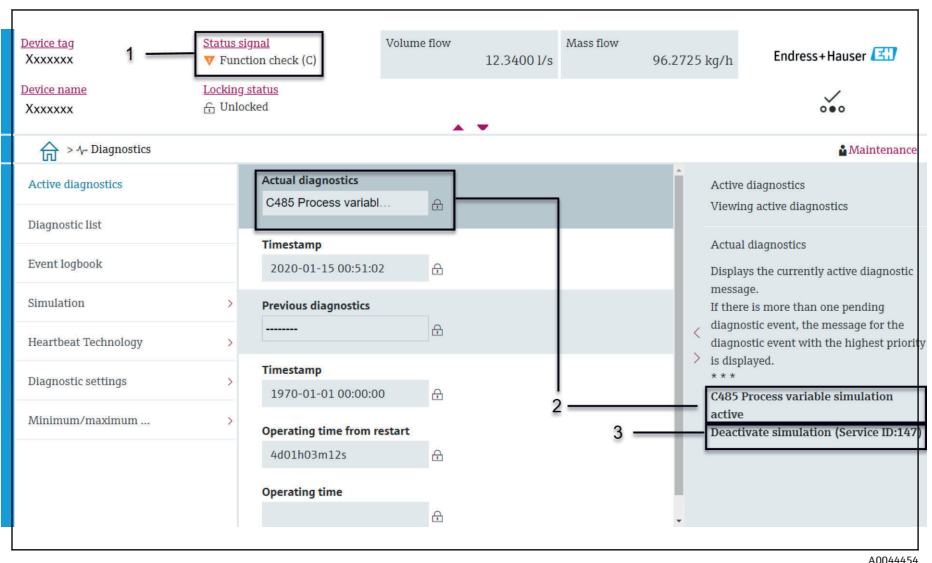 Device tag
Xxxxxxx
1
Status signal
Function check (C)
Volume flow
12.3400 l/s
Mass flow
96.2725 kg/h
Endress+Hauser EH
Device name
Xxxxxxx
Locking status
Unlocked
> Diagnostics
Maintenance
Active diagnostics
Diagnostic list
Event logbook
Simulation
Heartbeat Technology
Diagnostic settings
Minimum/maximum ...
Actual diagnostics
C485 Process variabl...
Timestamp
2020-01-15 00:51:02
Previous diagnostics
--------
Timestamp
1970-01-01 00:00:00
Operating time from restart
4d01h03m12s
Operating time
2
3
Active diagnostics
Viewing active diagnostics
Actual diagnostics
Displays the currently active diagnostic
message.
If there is more than one pending
diagnostic event, the message for the
diagnostic event with the highest priority
is displayed.
* * *
C485 Process variable simulation
active
Deactivate simulation (Service ID:147)
A0044454